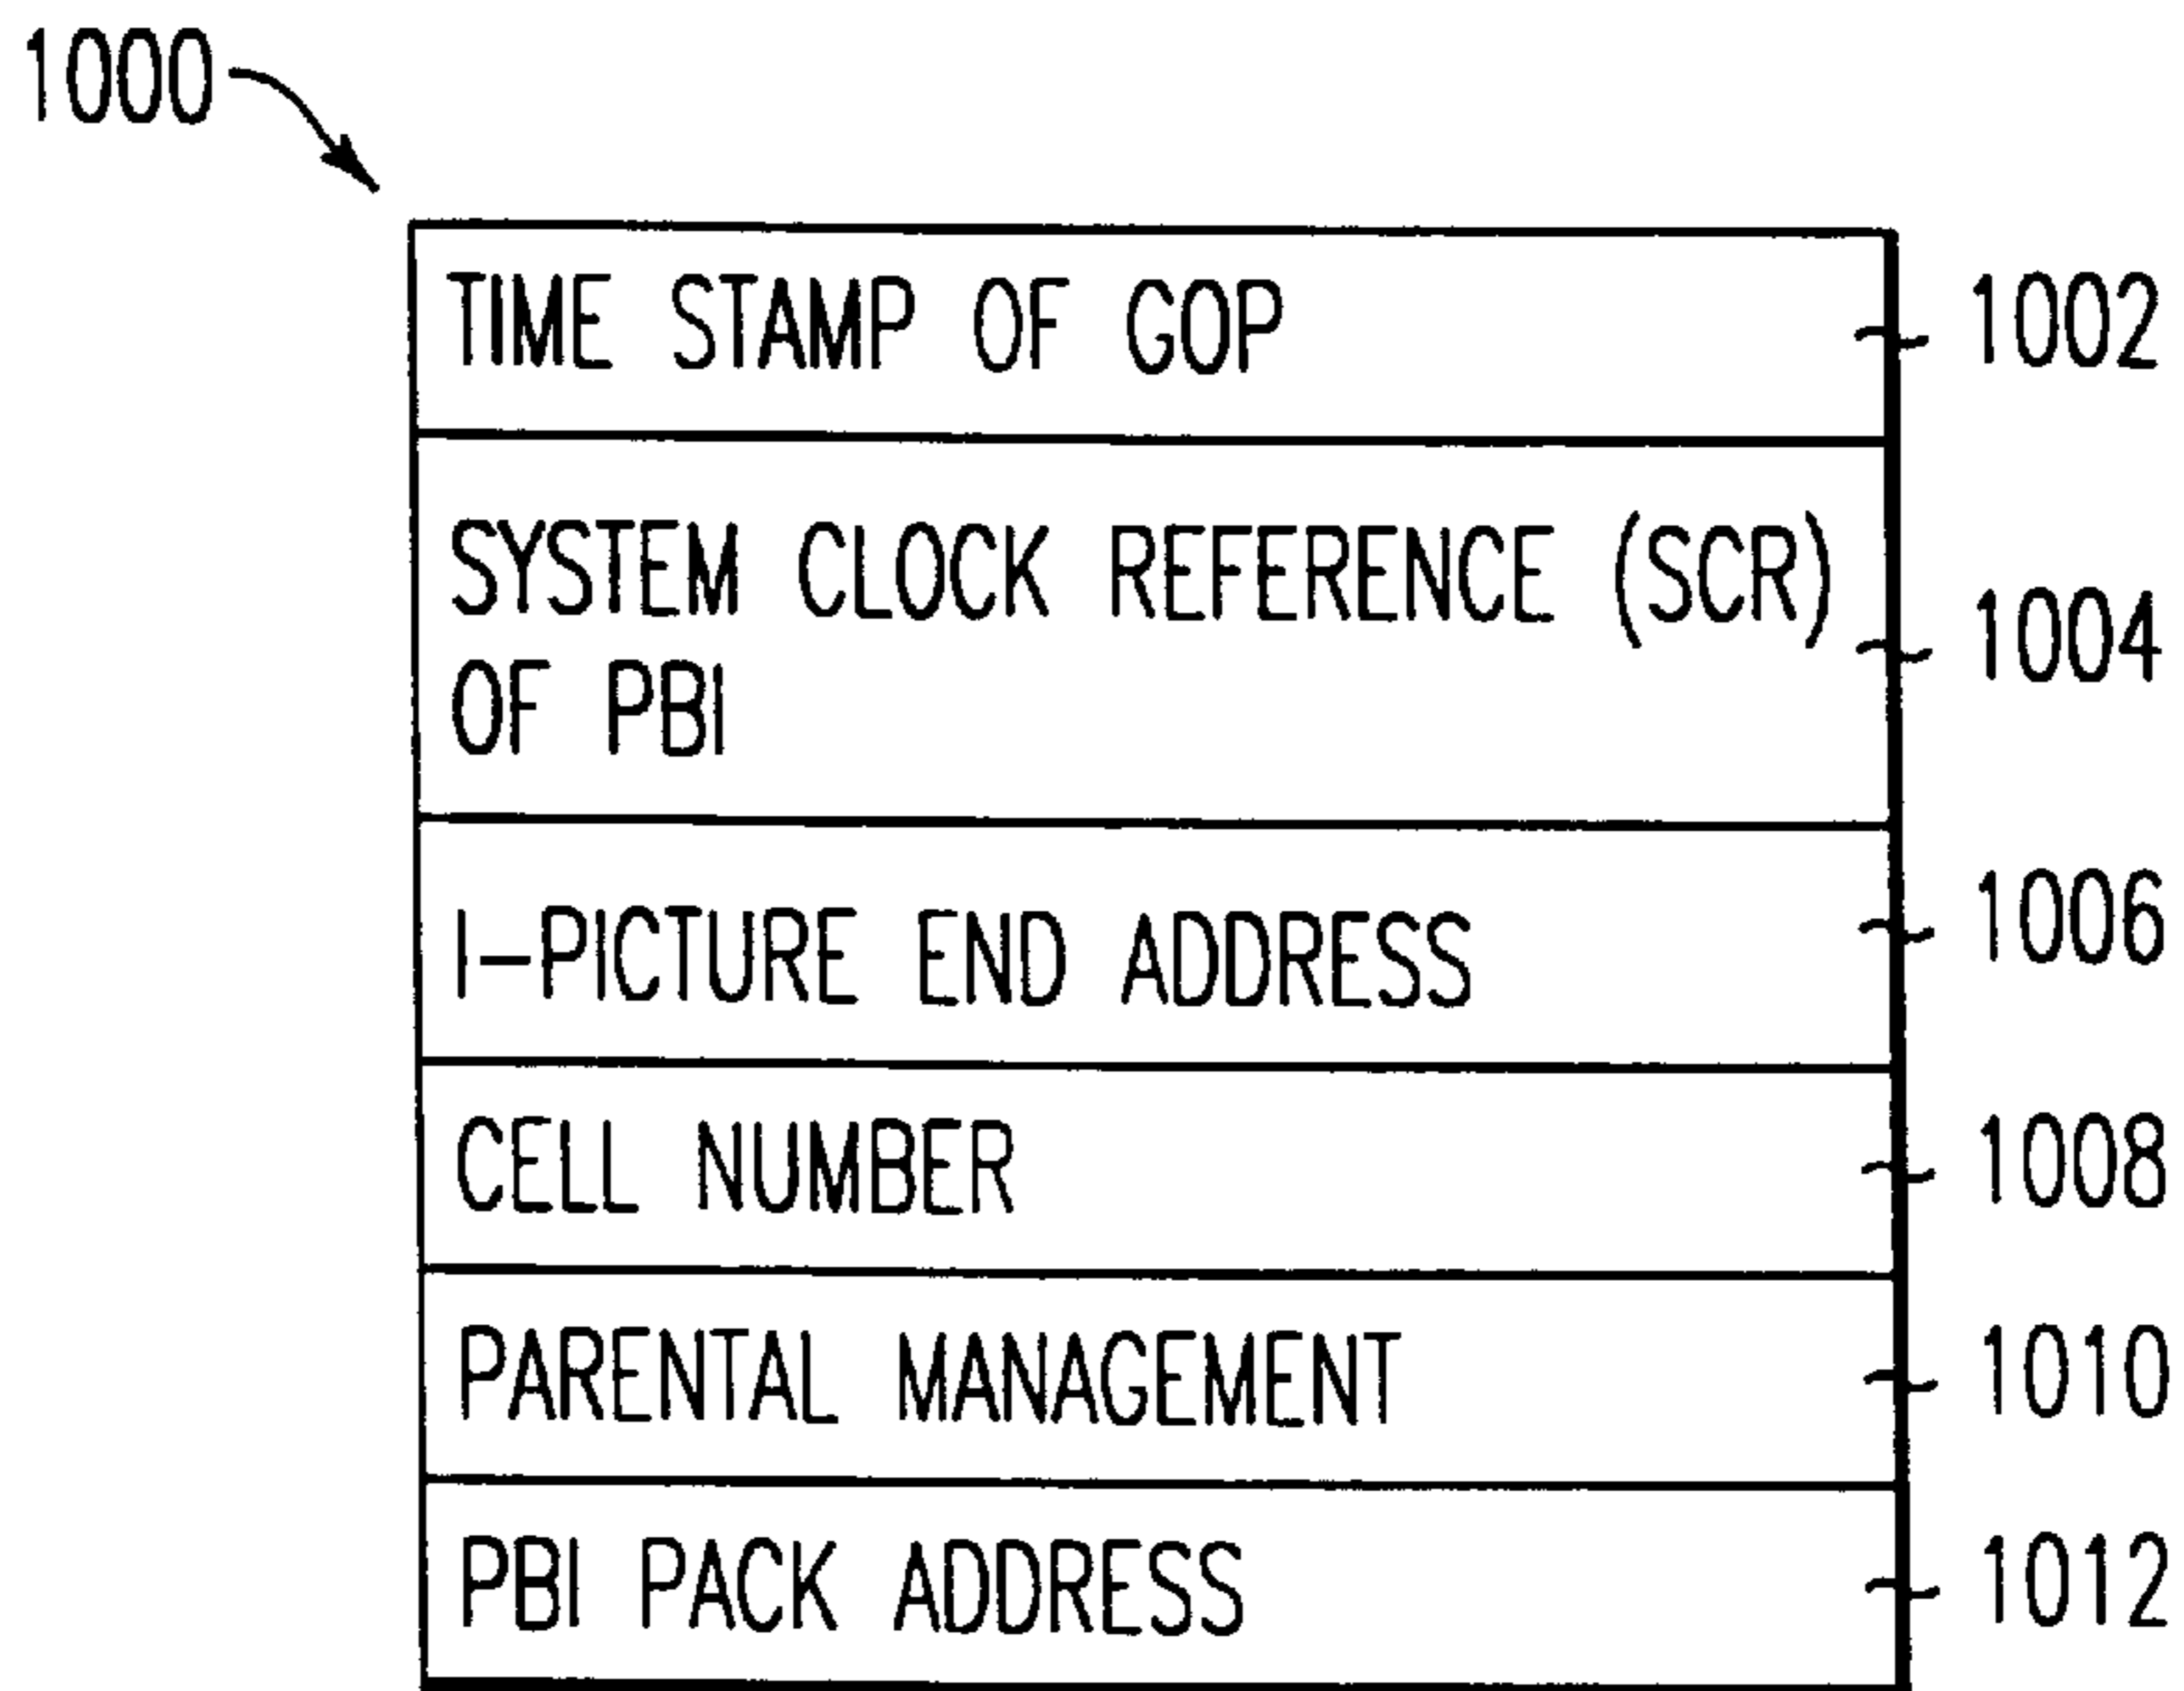 1000
TIME STAMP OF GOP 1002
SYSTEM CLOCK REFERENCE (SCR)
OF PBI 1004
I-PICTURE END ADDRESS 1006
CELL NUMBER 1008
PARENTAL MANAGEMENT 1010
PBI PACK ADDRESS 1012